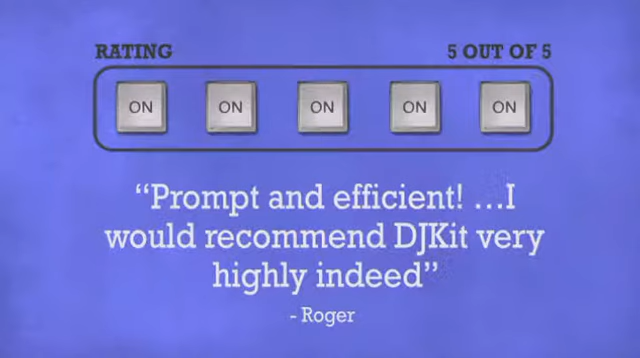 RATING 5 OUT OF 5
ON ON ON ON ON
“Prompt and efficient! …I
would recommend DJKit very
highly indeed”
- Roger